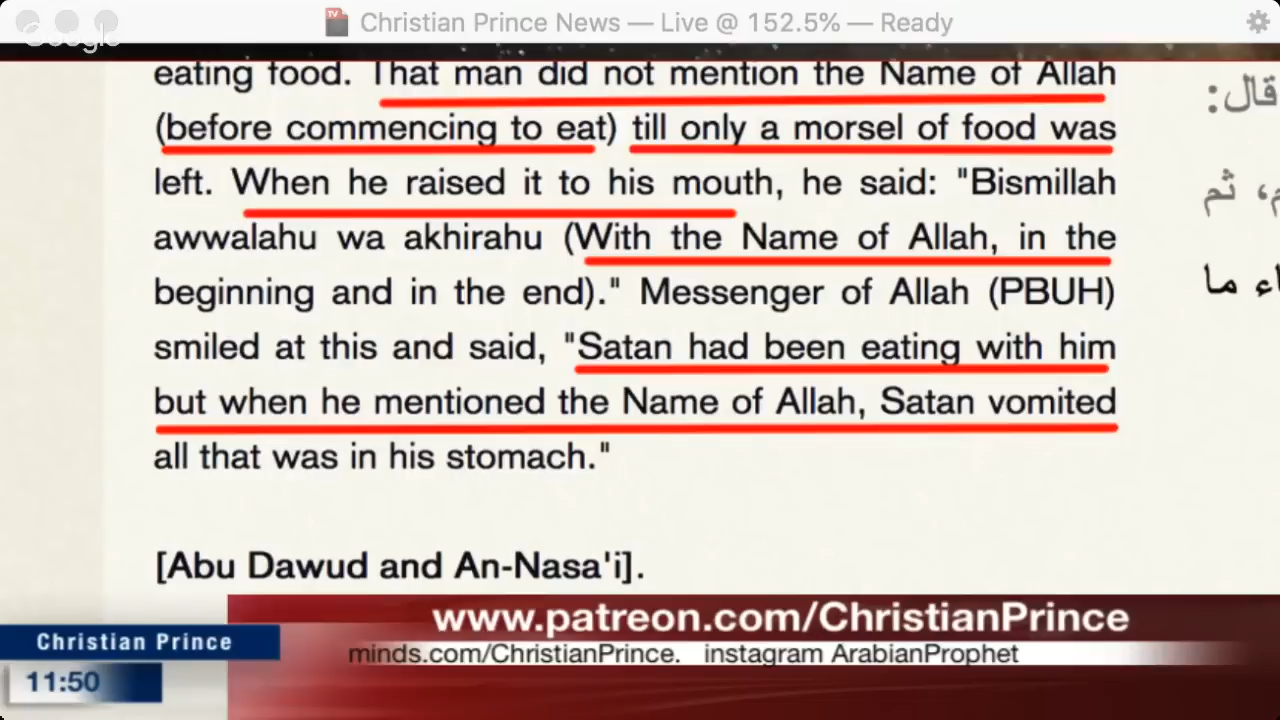 Christian Prince News — Live @ 152.5% — Ready
Google
eating food. That man did not mention the Name of Allah
(before commencing to eat) till only a morsel of food was
left. When he raised it to his mouth, he said: "Bismillah
awwalahu wa akhirahu (With the Name of Allah, in the
beginning and in the end)." Messenger of Allah (PBUH)
smiled at this and said, "Satan had been eating with him
but when he mentioned the Name of Allah, Satan vomited
all that was in his stomach."
[Abu Dawud and An-Nasa'i].
قال:
ثم
ما
www.patreon.com/ChristianPrince
minds.com/ChristianPrince. instagram ArabianProphet
Christian Prince
11:50